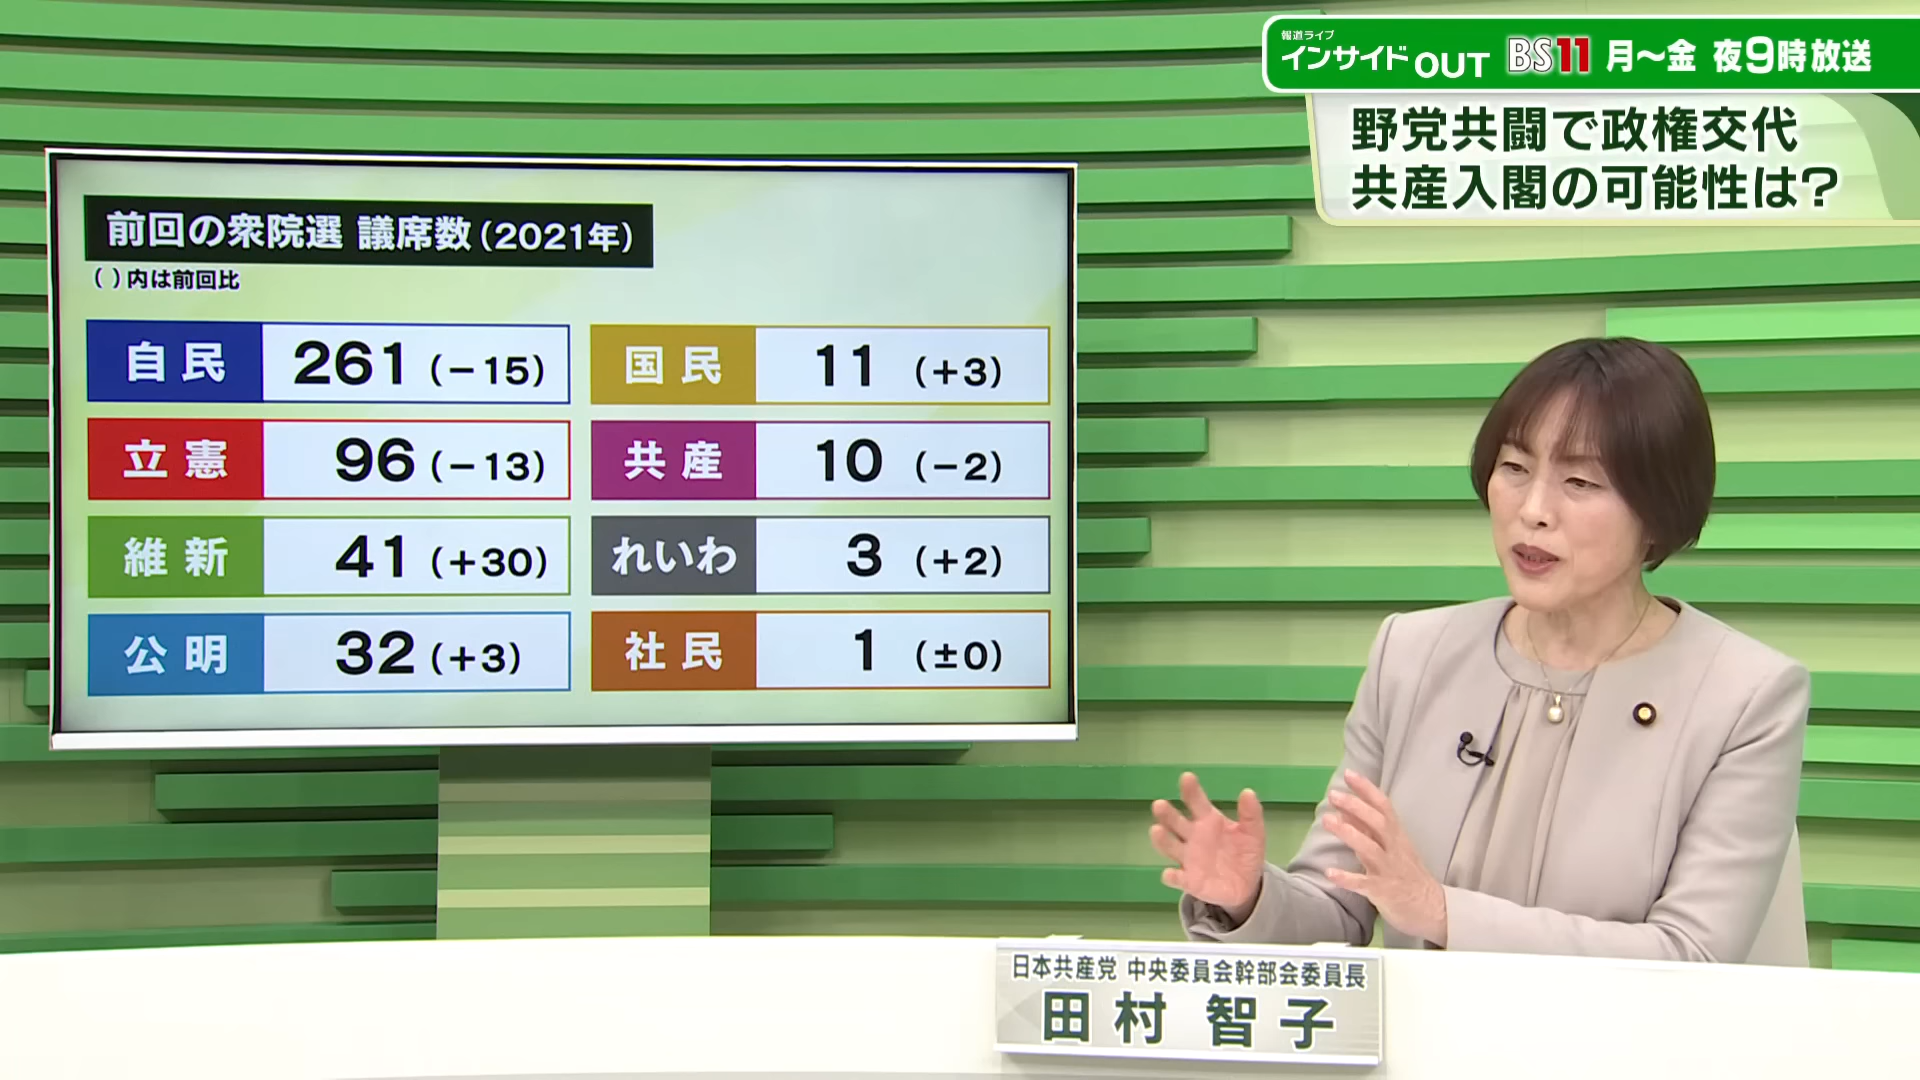 報道ライブ
インサイドOUT BS11 月～金 夜9時放送
野党共闘で政権交代
共産入閣の可能性は?
前回の衆院選 議席数(2021年)
( )内は前回比
自民 261 (－15)
国民 11 (+3)
立憲 96 (－13)
共産 10 (－2)
維新 41 (+30)
れいわ 3 (+2)
公明 32 (+3)
社民 1 (±0)
日本共産党 中央委員会幹部会委員長
田村 智子